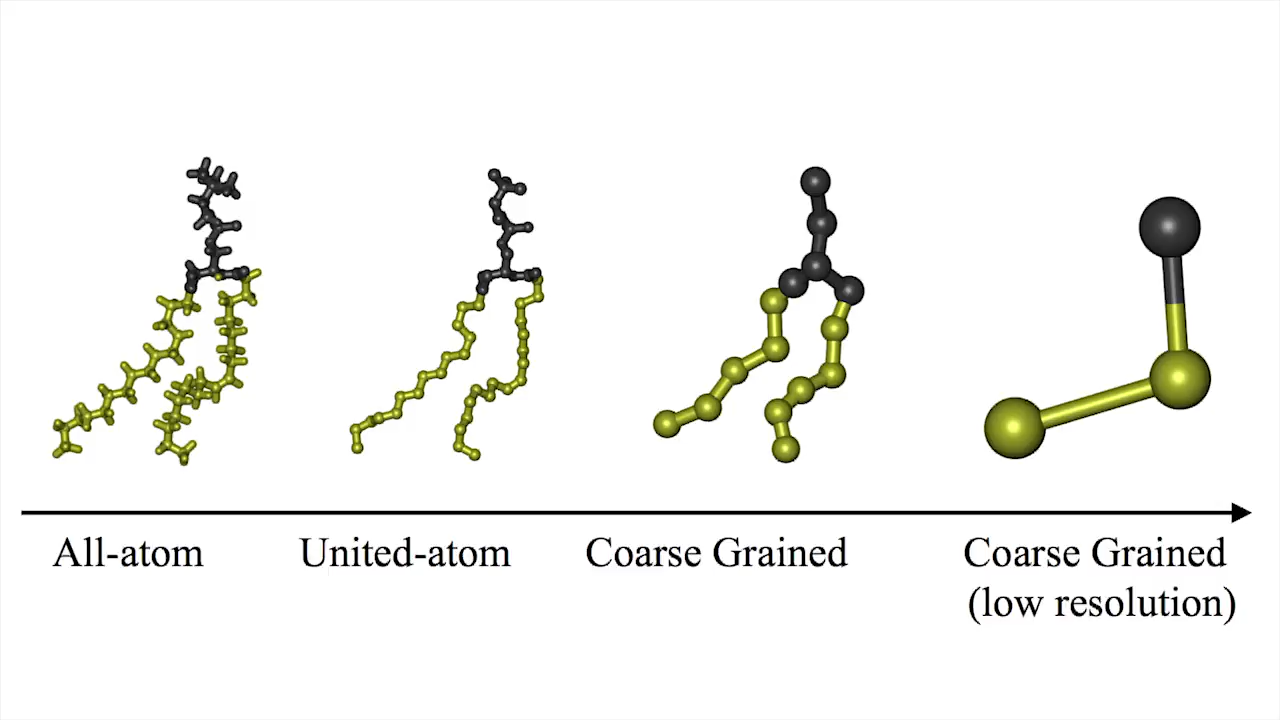 All-atom
United-atom
Coarse Grained
Coarse Grained
(low resolution)